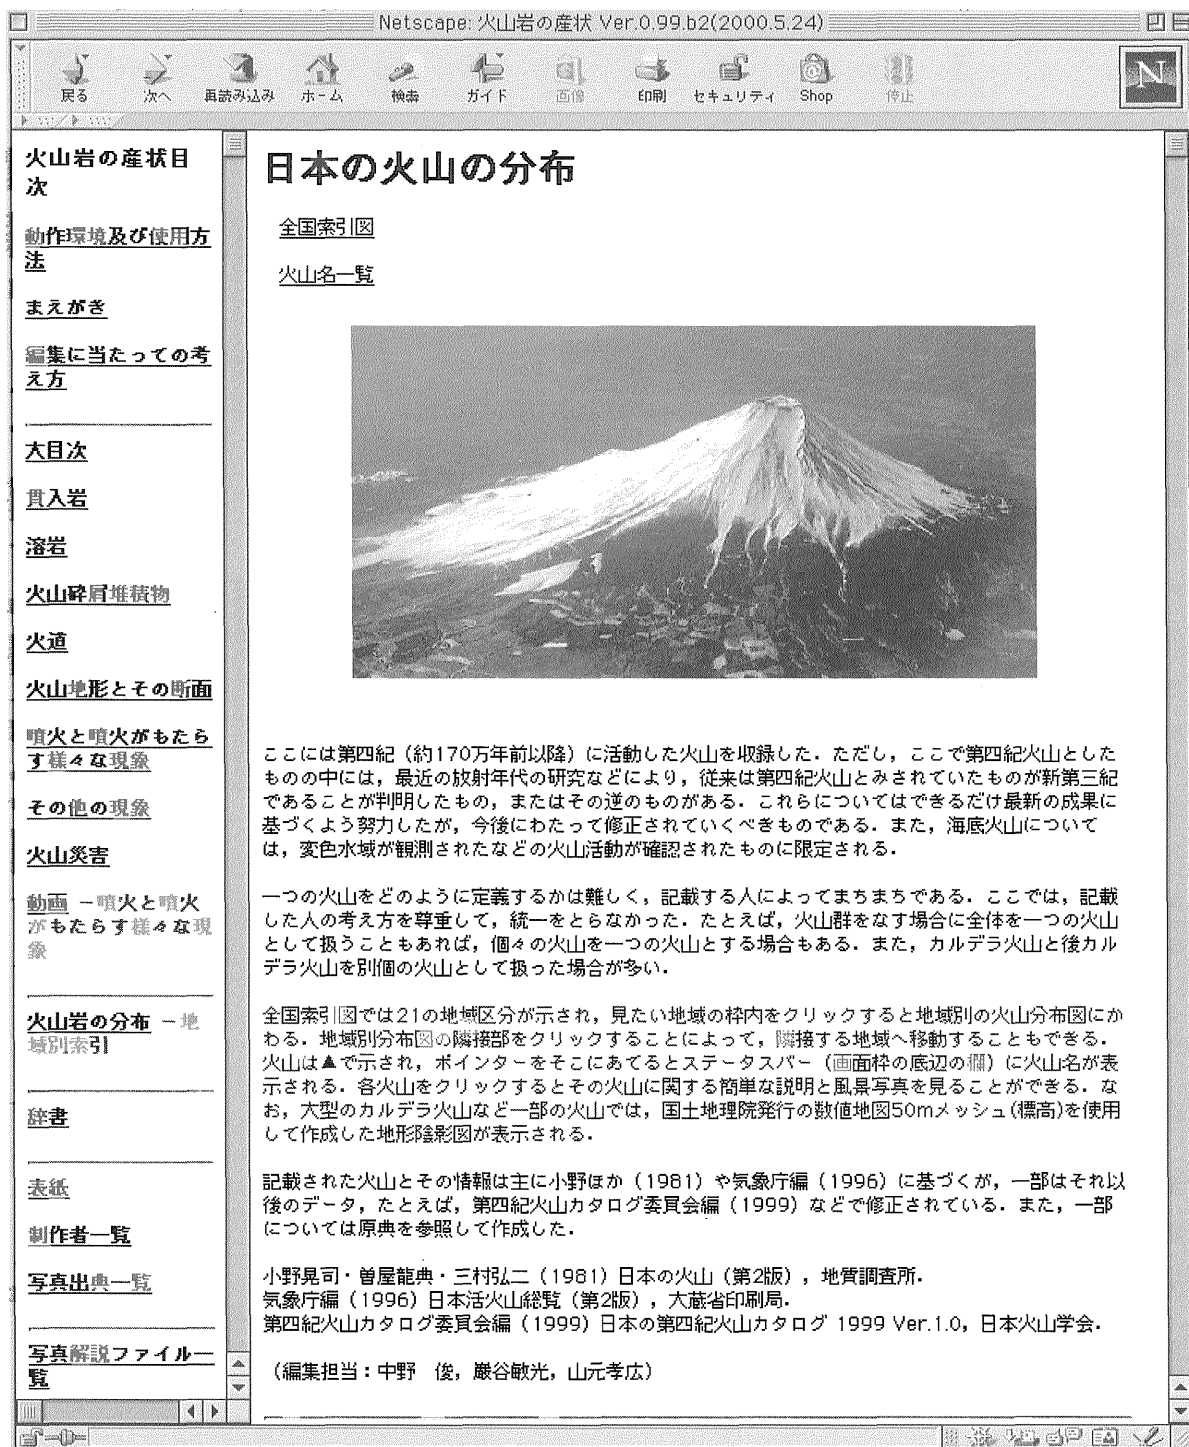 Netscape: 火山岩の産状 Ver.0.99.b2(2000.5.24)
戻る 次へ 再読み込み ホーム 検索 ガイド 画像 印刷 セキュリティ Shop 停止
N
火山岩の産状目
次
動作環境及び使用方
法
まえがき
編集に当たっての考
え方
大目次
貫入岩
溶岩
火山砕屑堆積物
火道
火山地形とその断面
噴火と噴火がもたら
す様々な現象
その他の現象
火山災害
動画 －噴火と噴火
がもたらす様々な現
象
火山岩の分布 －地
域別索引
辞書
表紙
制作者一覧
写真出典一覧
写真解説ファイル一
覧
日本の火山の分布
全国索引図
火山名一覧
ここには第四紀（約170万年前以降）に活動した火山を収録した．ただし，ここで第四紀火山とした
ものの中には，最近の放射年代の研究などにより，従来は第四紀火山とみされていたものが新第三紀
であることが判明したもの，またはその逆のものがある．これらについてはできるだけ最新の成果に
基づくよう努力したが，今後にわたって修正されていくべきものである．また，海底火山について
は，変色水域が観測されたなどの火山活動が確認されたものに限定される．
一つの火山をどのように定義するかは難しく，記載する人によってまちまちである．ここでは，記載
した人の考え方を尊重して，統一をとらなかった．たとえば，火山群をなす場合に全体を一つの火山
として扱うこともあれば，個々の火山を一つの火山とする場合もある．また，カルデラ火山と後カル
デラ火山を別個の火山として扱った場合が多い．
全国索引図では21の地域区分が示され，見たい地域の枠内をクリックすると地域別の火山分布図にか
わる．地域別分布図の隣接部をクリックすることによって，隣接する地域へ移動することもできる．
火山は▲で示され，ポインターをそこにあてるとステータスバー（画面枠の底辺の欄）に火山名が表
示される．各火山をクリックするとその火山に関する簡単な説明と風景写真を見ることができる．な
お，大型のカルデラ火山など一部の火山では，国土地理院発行の数値地図50mメッシュ(標高)を使用
して作成した地形陰影図が表示される．
記載された火山とその情報は主に小野ほか（1981）や気象庁編（1996）に基づくが，一部はそれ以
後のデータ，たとえば，第四紀火山カタログ委員会編（1999）などで修正されている．また，一部
については原典を参照して作成した．
小野晃司・曽屋龍典・三村弘二（1981）日本の火山（第2版），地質調査所．
気象庁編（1996）日本活火山総覧（第2版），大蔵省印刷局．
第四紀火山カタログ委員会編（1999）日本の第四紀火山カタログ 1999 Ver.1.0，日本火山学会．
（編集担当：中野　俊，巌谷敏光，山元孝広）